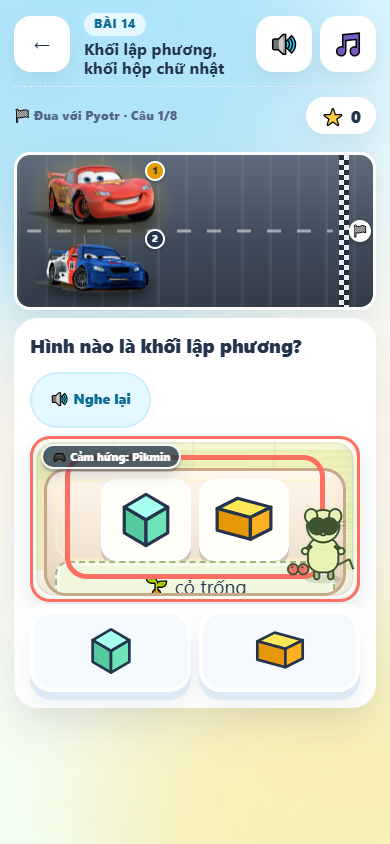 ←
BÀI 14
Khối lập phương,
khối hộp chữ nhật
Đua với Pyotr · Câu 1/8
0
1
2
Hình nào là khối lập phương?
Nghe lại
Cảm hứng: Pikmin
cỏ trống